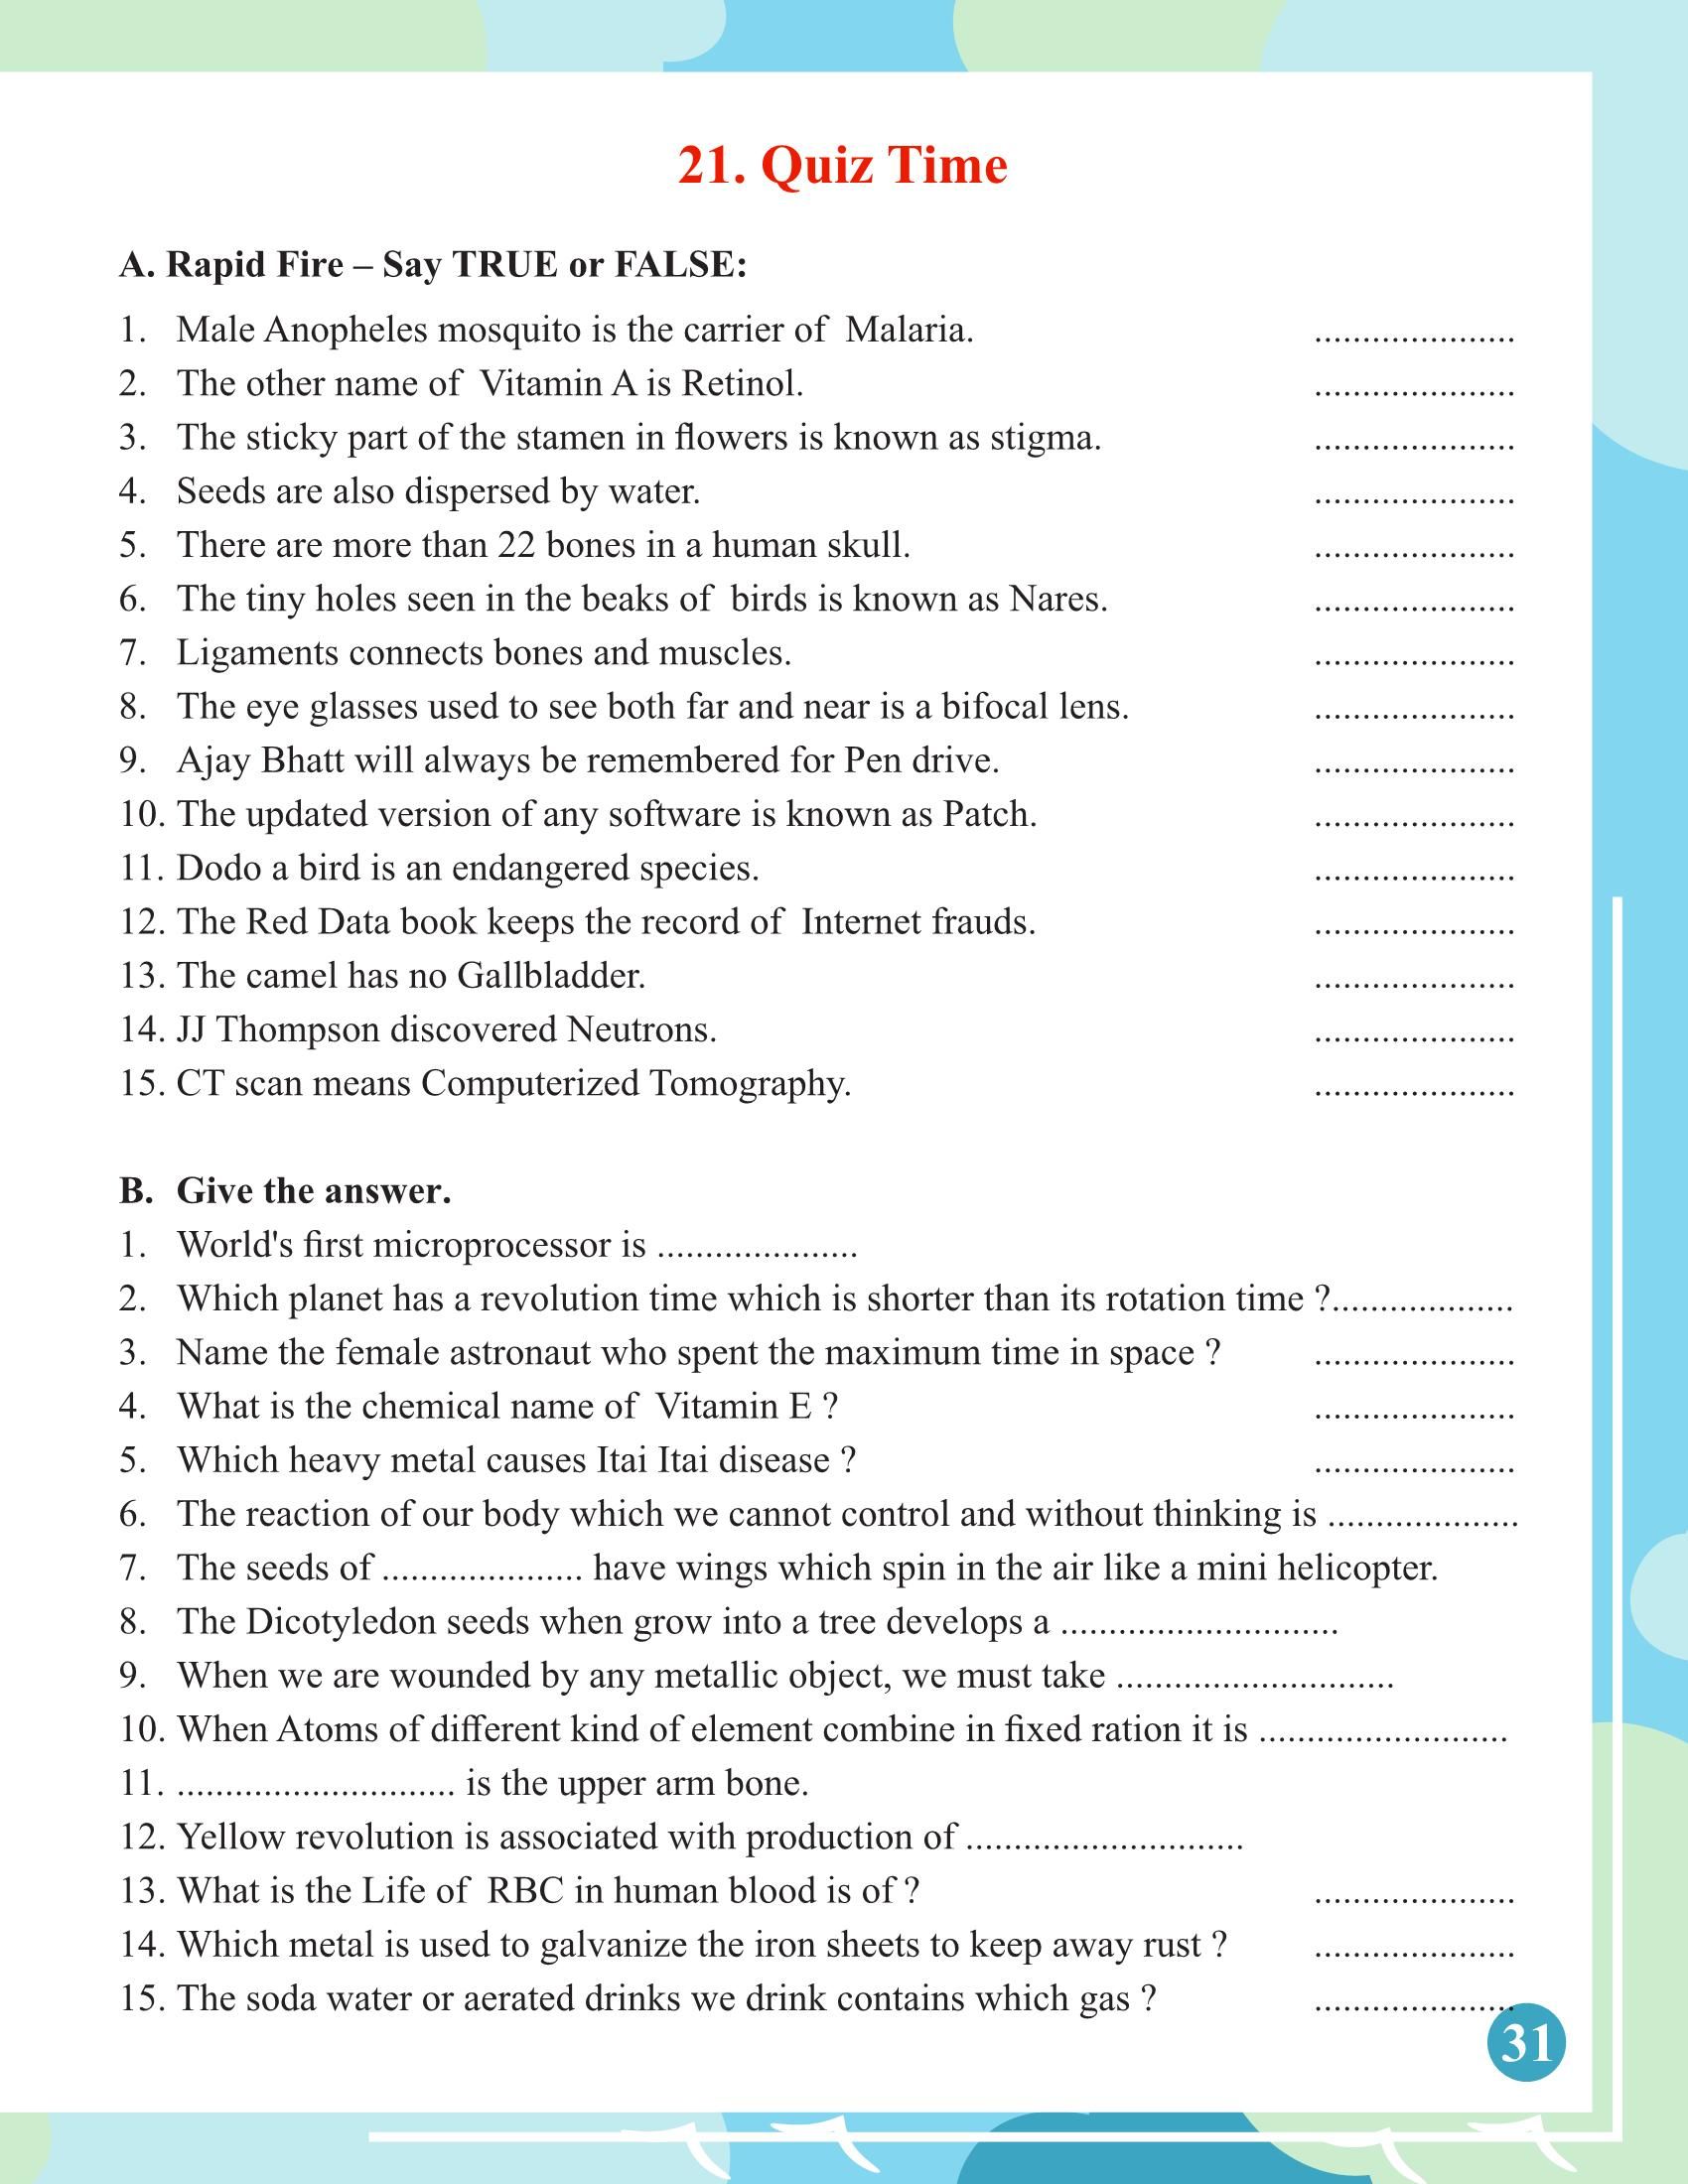 21. Quiz Time
A. Rapid Fire – Say TRUE or FALSE:
1. Male Anopheles mosquito is the carrier of Malaria. .....................
2. The other name of Vitamin A is Retinol. .....................
3. The sticky part of the stamen in flowers is known as stigma. .....................
4. Seeds are also dispersed by water. .....................
5. There are more than 22 bones in a human skull. .....................
6. The tiny holes seen in the beaks of birds is known as Nares. .....................
7. Ligaments connects bones and muscles. .....................
8. The eye glasses used to see both far and near is a bifocal lens. .....................
9. Ajay Bhatt will always be remembered for Pen drive. .....................
10. The updated version of any software is known as Patch. .....................
11. Dodo a bird is an endangered species. .....................
12. The Red Data book keeps the record of Internet frauds. .....................
13. The camel has no Gallbladder. .....................
14. JJ Thompson discovered Neutrons. .....................
15. CT scan means Computerized Tomography. .....................
B. Give the answer.
1. World's first microprocessor is .....................
2. Which planet has a revolution time which is shorter than its rotation time ?...................
3. Name the female astronaut who spent the maximum time in space ? .....................
4. What is the chemical name of Vitamin E ? .....................
5. Which heavy metal causes Itai Itai disease ? .....................
6. The reaction of our body which we cannot control and without thinking is ....................
7. The seeds of ..................... have wings which spin in the air like a mini helicopter.
8. The Dicotyledon seeds when grow into a tree develops a .............................
9. When we are wounded by any metallic object, we must take .............................
10. When Atoms of different kind of element combine in fixed ration it is ..........................
11. ............................. is the upper arm bone.
12. Yellow revolution is associated with production of .............................
13. What is the Life of RBC in human blood is of ? .....................
14. Which metal is used to galvanize the iron sheets to keep away rust ? .....................
15. The soda water or aerated drinks we drink contains which gas ? .....................
31